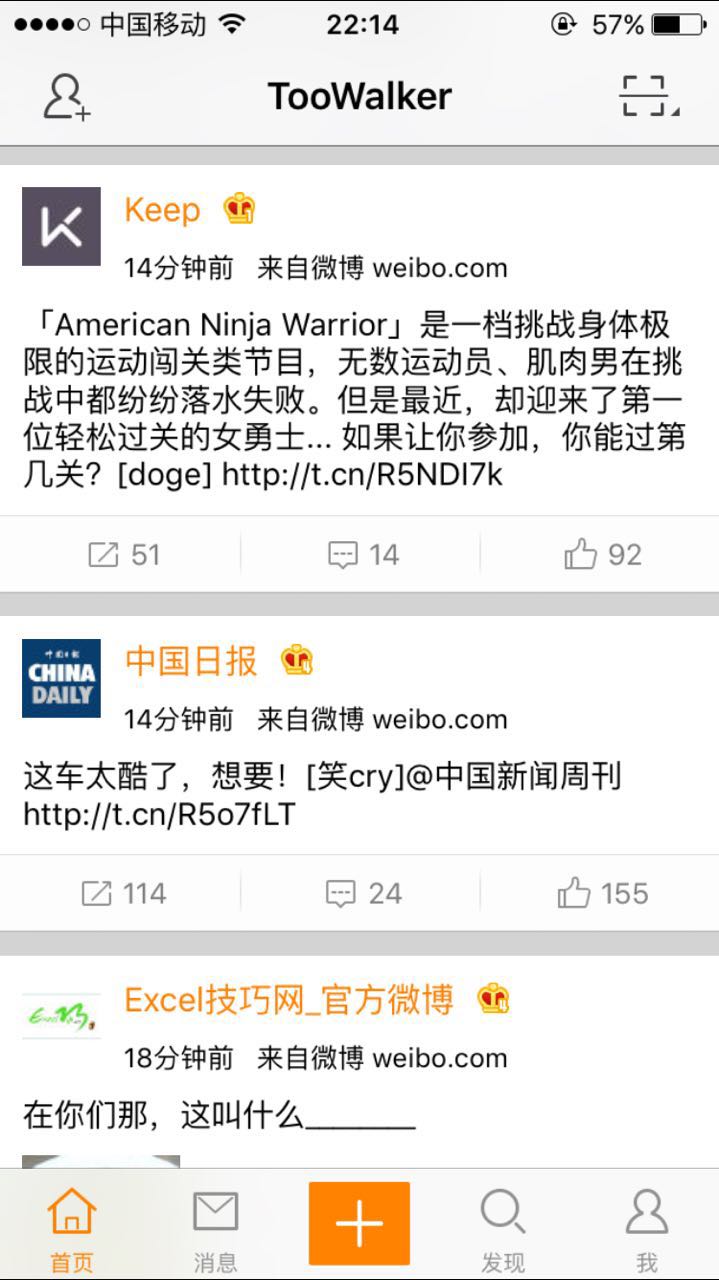 中国移动 22:14 57%
TooWalker
Keep
14分钟前 来自微博 weibo.com
「American Ninja Warrior」是一档挑战身体极
限的运动闯关类节目，无数运动员、肌肉男在挑
战中都纷纷落水失败。但是最近，却迎来了第一
位轻松过关的女勇士... 如果让你参加，你能过第
几关？[doge] http://t.cn/R5NDI7k
51 14 92
中国日报
CHINA
DAILY
中国日报
14分钟前 来自微博 weibo.com
这车太酷了，想要！[笑cry]@中国新闻周刊
http://t.cn/R5o7fLT
114 24 155
Excel技巧网_官方微博
18分钟前 来自微博 weibo.com
在你们那，这叫什么________
首页 消息 发现 我